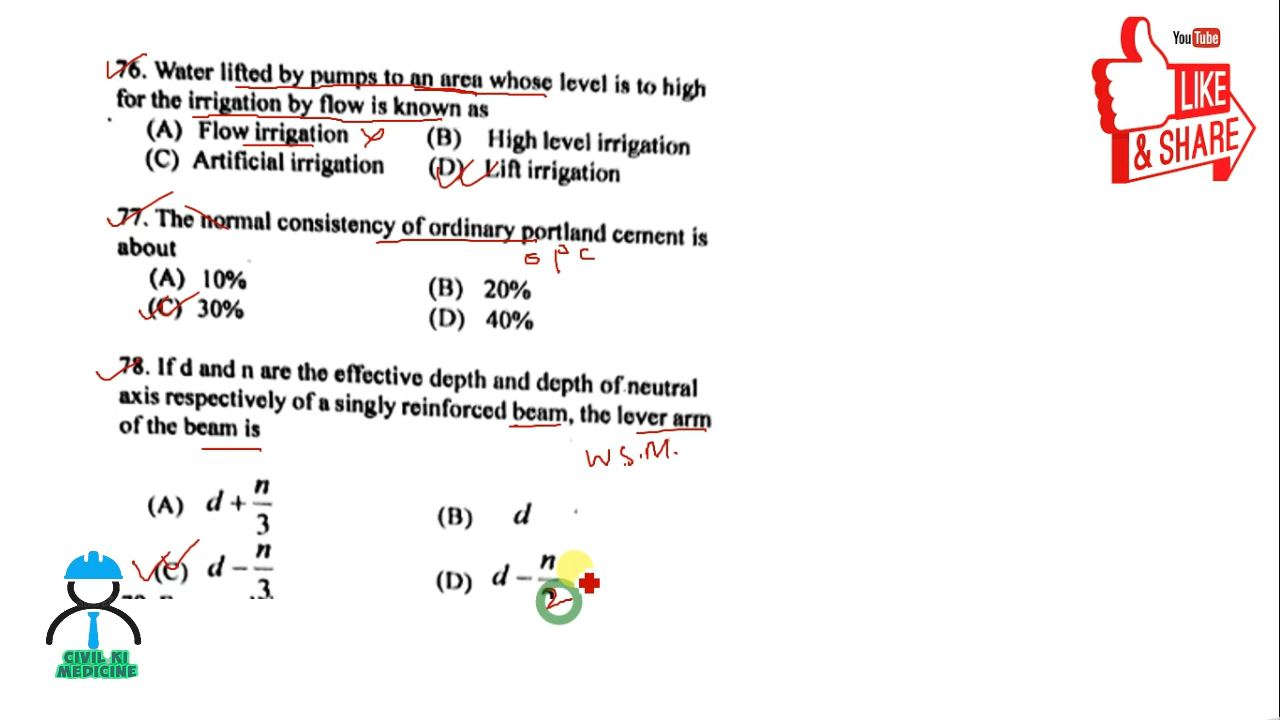 You Tube
LIKE
& SHARE
76. Water lifted by pumps to an area whose level is to high
for the irrigation by flow is known as
(A) Flow irrigation (B) High level irrigation
(C) Artificial irrigation (D) Lift irrigation
77. The normal consistency of ordinary portland cement is
about
OPC
(A) 10% (B) 20%
(C) 30% (D) 40%
78. If d and n are the effective depth and depth of neutral
axis respectively of a singly reinforced beam, the lever arm
of the beam is
W.S.M.
(A) d + n/3 (B) d
(C) d - n/3 (D) d - n/2
CIVIL KI
MEDICINE